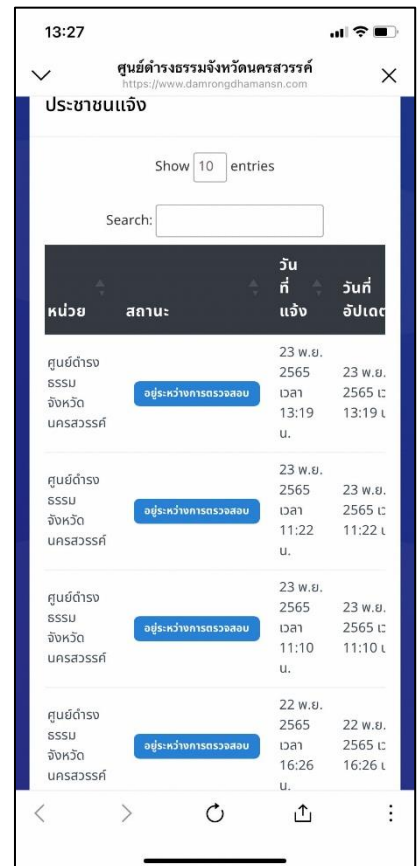 13:27
ศูนย์ดำรงธรรมจังหวัดนครสวรรค์
https://www.damrongdhamansn.com
ประชาชนแจ้ง
Show 10 entries
Search:
หน่วย สถานะ วันที่แจ้ง วันที่อัปเดต
ศูนย์ดำรง
ธรรม
จังหวัด
นครสวรรค์
อยู่ระหว่างการตรวจสอบ
23 พ.ย.
2565
เวลา
13:19
น.
23 พ.ย.
2565 เว
13:19 น
ศูนย์ดำรง
ธรรม
จังหวัด
นครสวรรค์
อยู่ระหว่างการตรวจสอบ
23 พ.ย.
2565
เวลา
11:22
น.
23 พ.ย.
2565 เว
11:22 น
ศูนย์ดำรง
ธรรม
จังหวัด
นครสวรรค์
อยู่ระหว่างการตรวจสอบ
23 พ.ย.
2565
เวลา
11:10
น.
23 พ.ย.
2565 เว
11:10 น
ศูนย์ดำรง
ธรรม
จังหวัด
นครสวรรค์
อยู่ระหว่างการตรวจสอบ
22 พ.ย.
2565
เวลา
16:26
น.
22 พ.ย.
2565 เว
16:26 น